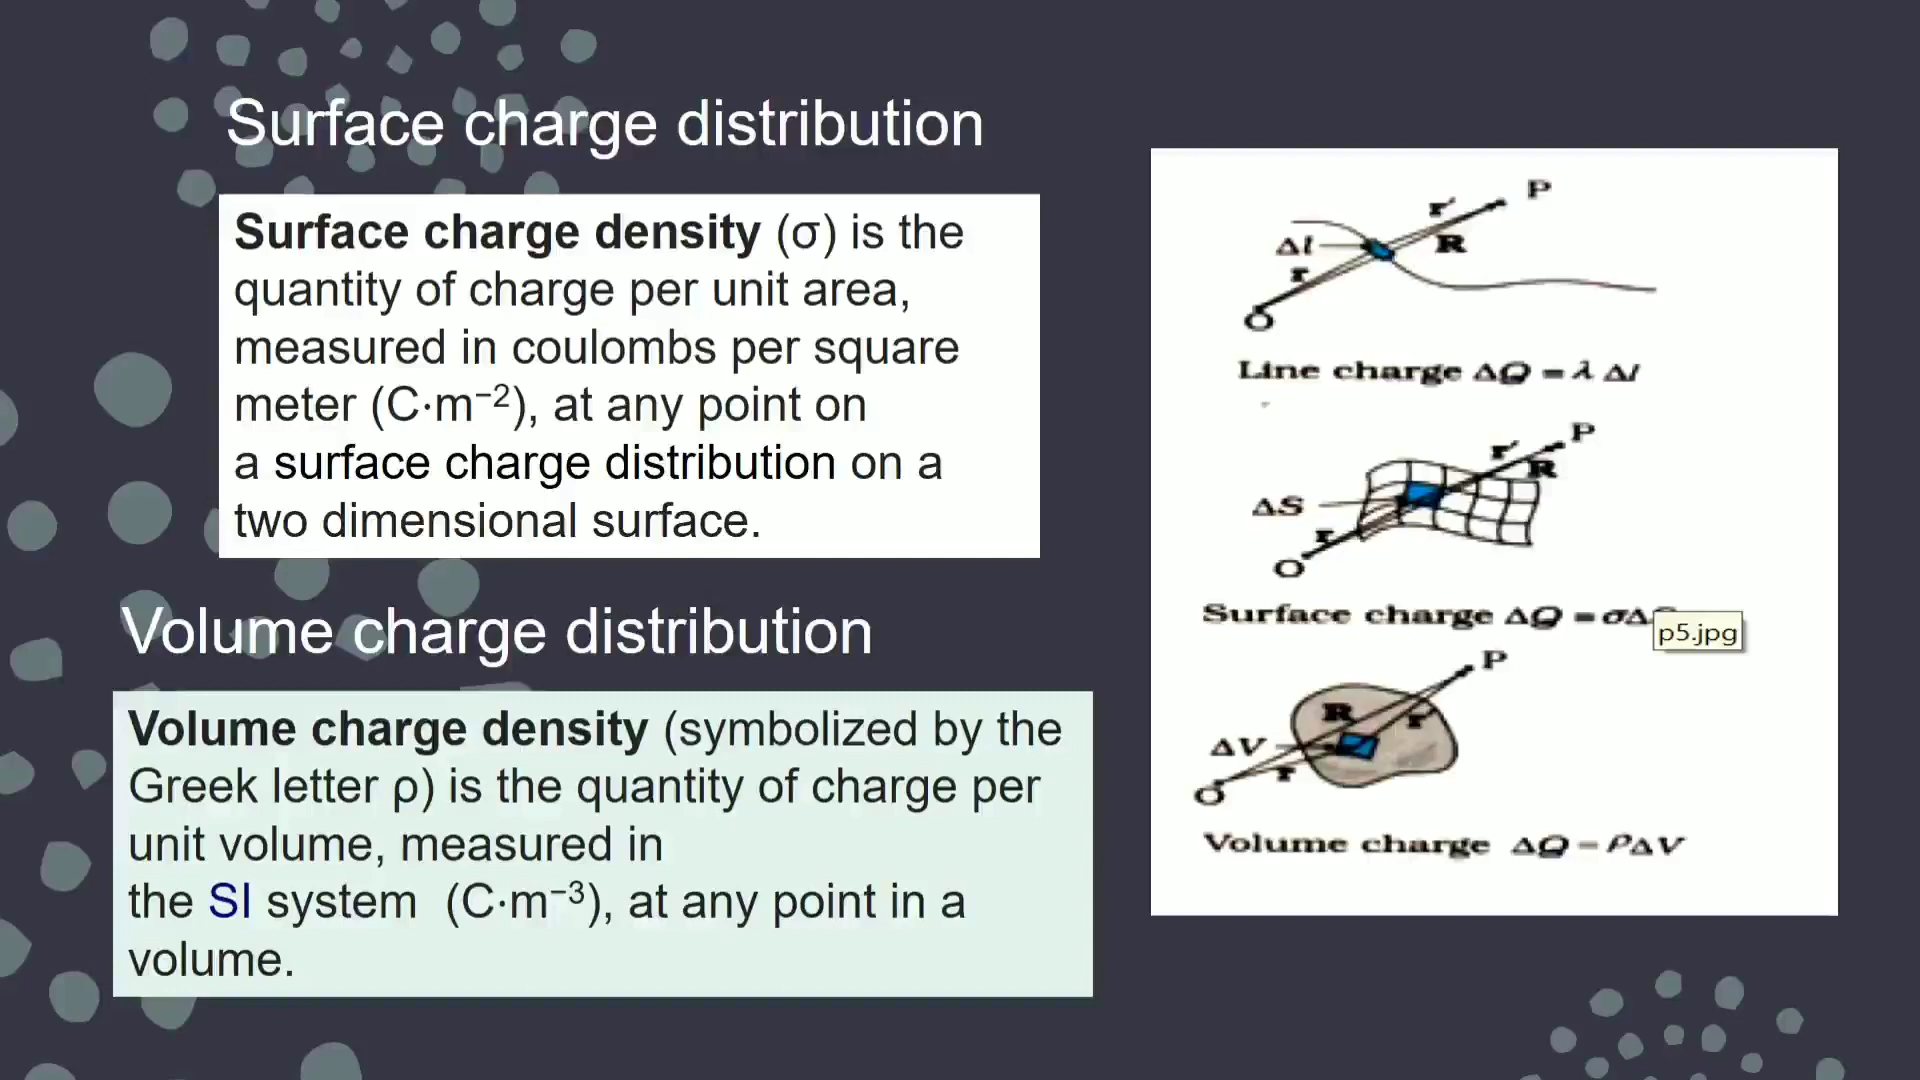 Surface charge distribution
Surface charge density (σ) is the
quantity of charge per unit area,
measured in coulombs per square
meter (C·m−2), at any point on
a surface charge distribution on a
two dimensional surface.
Volume charge distribution
Volume charge density (symbolized by the
Greek letter ρ) is the quantity of charge per
unit volume, measured in
the SI system (C·m−3), at any point in a
volume.
P
r′
Δl
R
r
O
Line charge ΔQ = λ Δl
P
r′
R
ΔS
r
O
Surface charge ΔQ = σΔ
p5.jpg
P
R
r′
ΔV
r
O
Volume charge ΔQ = ρΔV